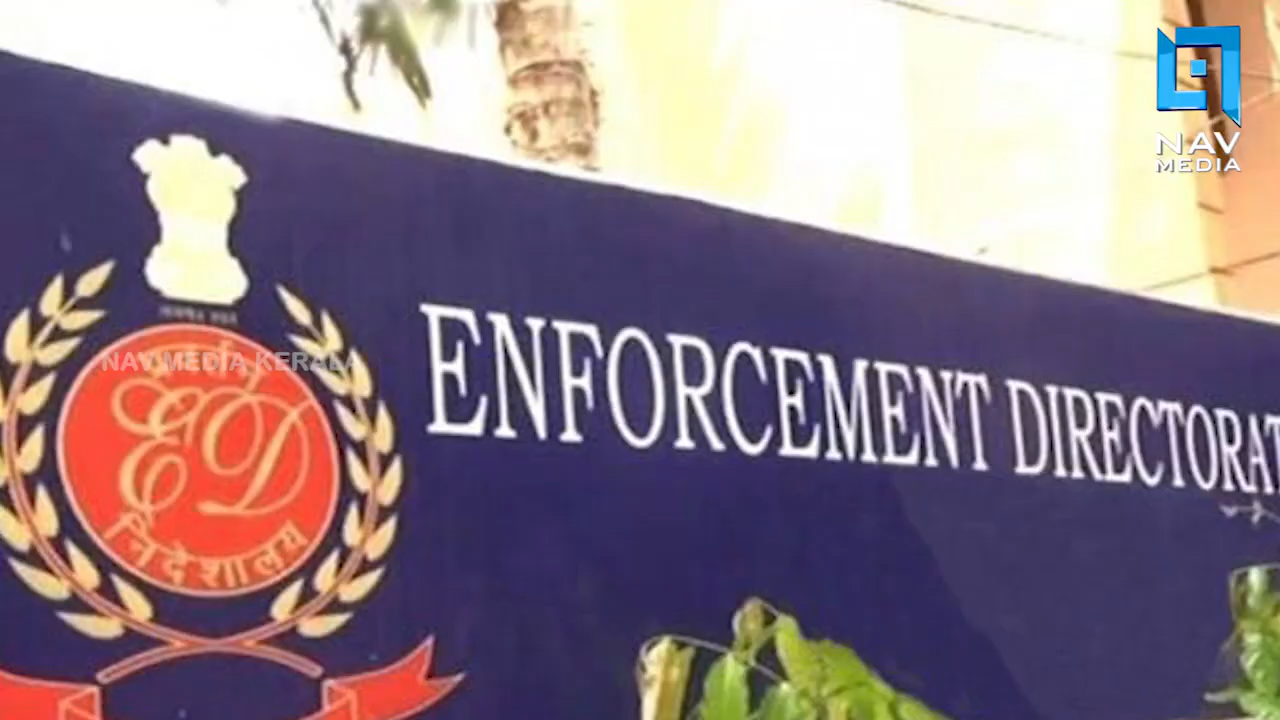 NAV
MEDIA
ENFORCEMENT DIRECTORAT
NAV MEDIA KERALA
ED
निदेशालय